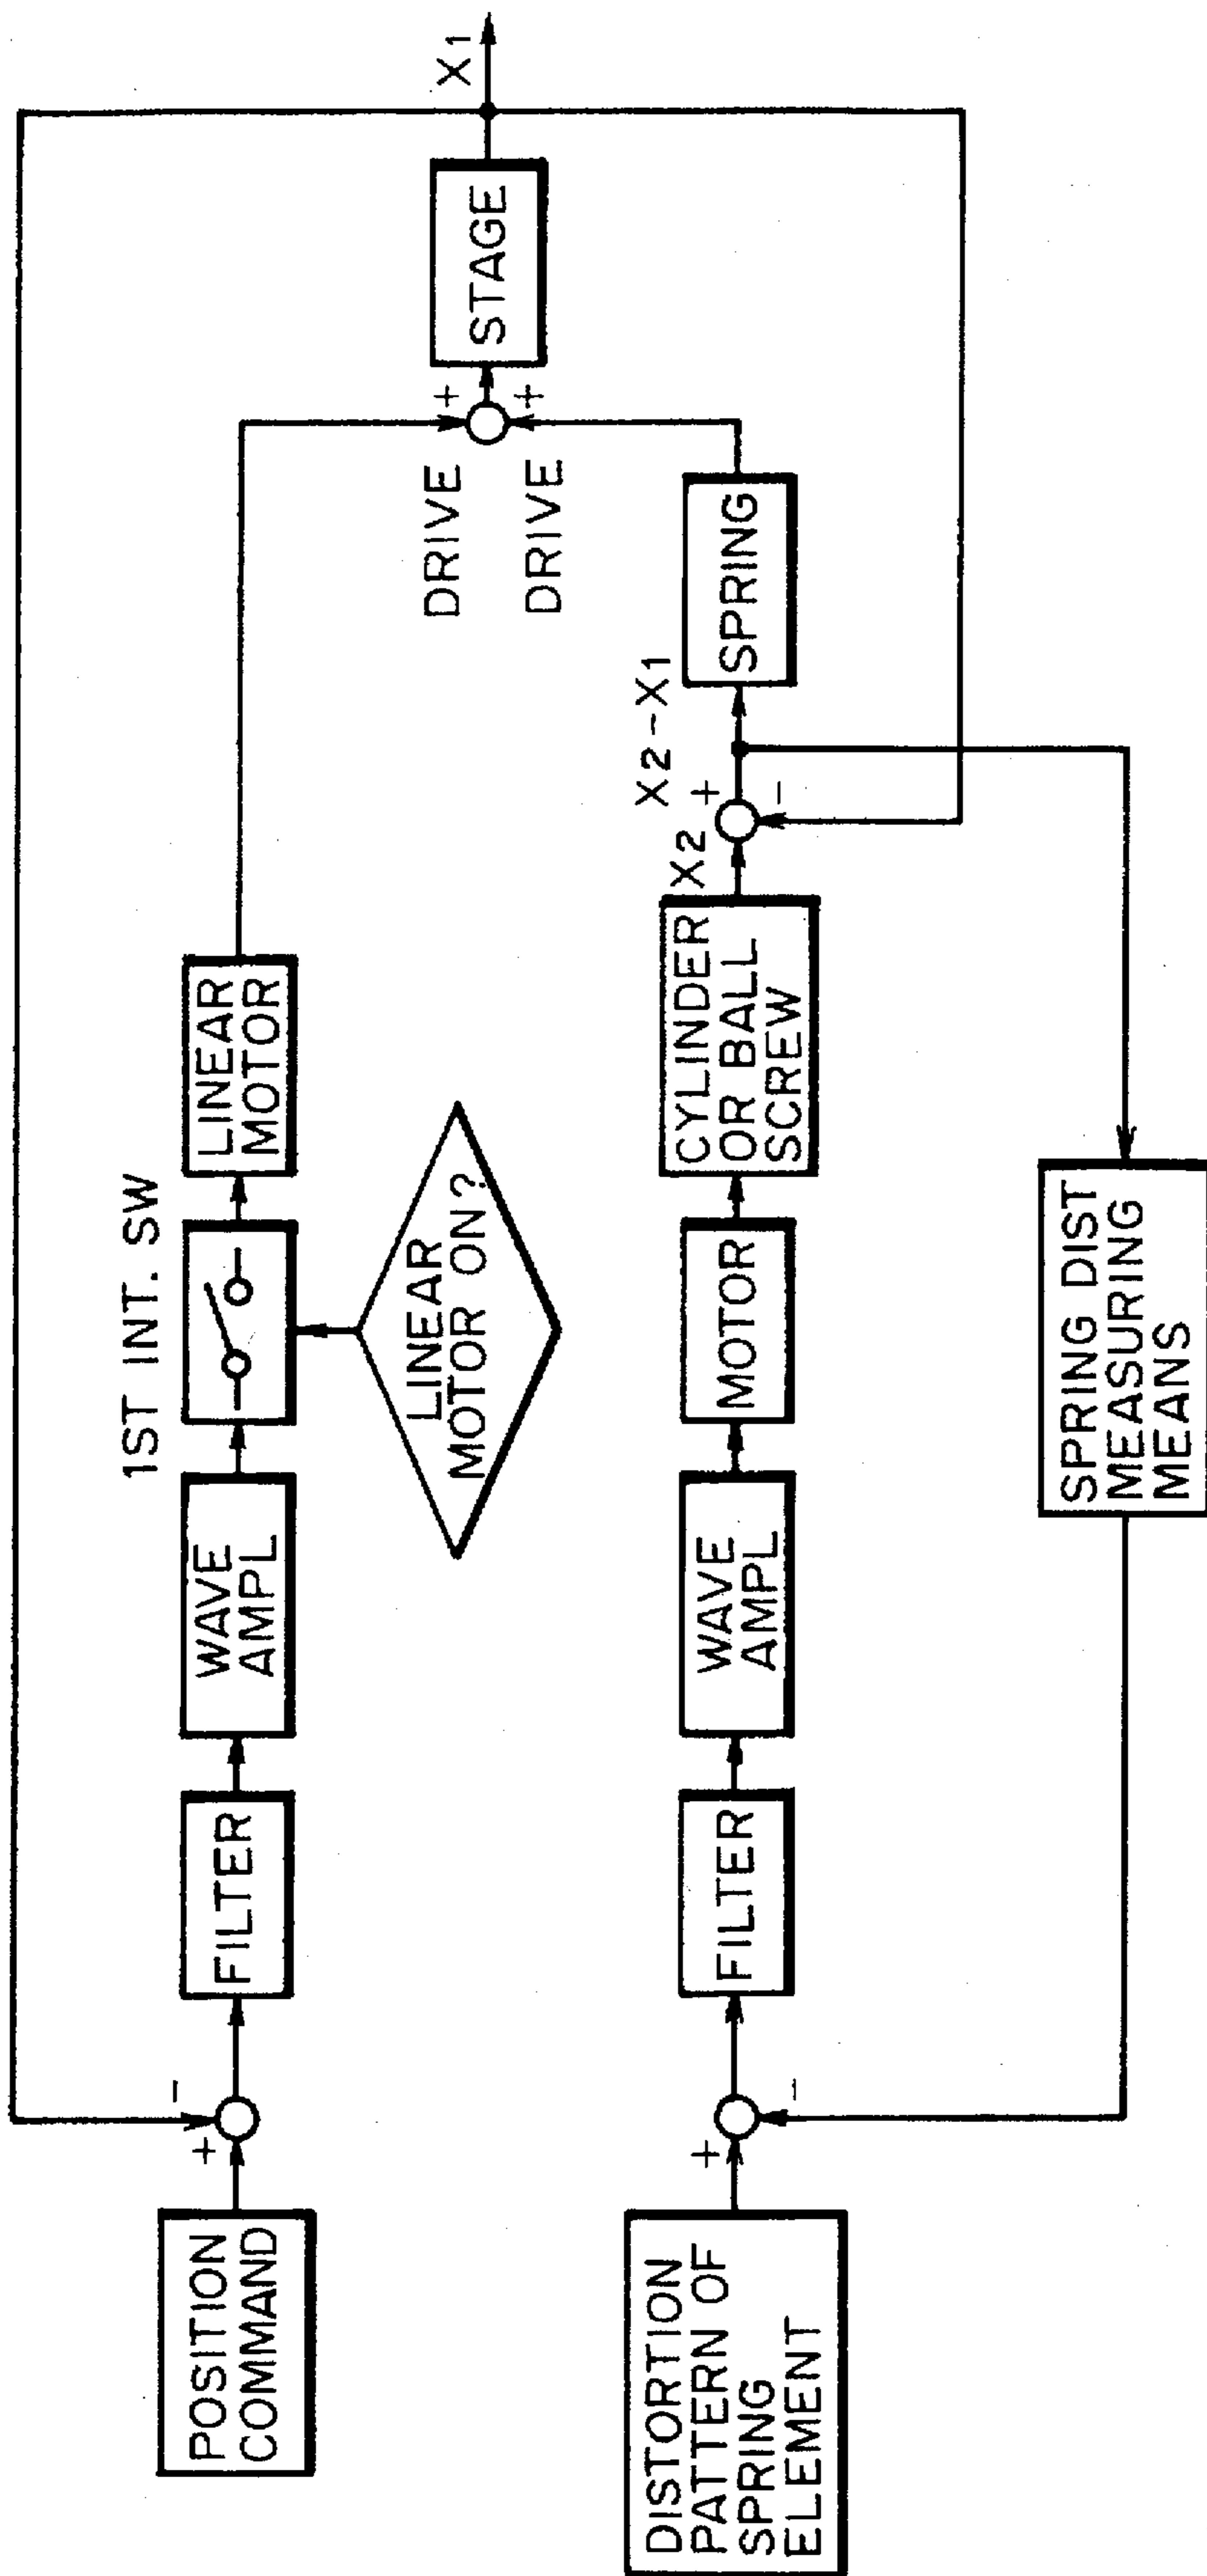 POSITION
COMMAND
+
-
FILTER
WAVE
AMPL
1ST INT. SW
LINEAR
MOTOR ON?
LINEAR
MOTOR
DRIVE
+
DRIVE
+
STAGE
X1
DISTORTION
PATTERN OF
SPRING
ELEMENT
+
-
FILTER
WAVE
AMPL
MOTOR
CYLINDER
OR BALL
SCREW
X2
+
-
X2-X1
SPRING
SPRING DIST
MEASURING
MEANS